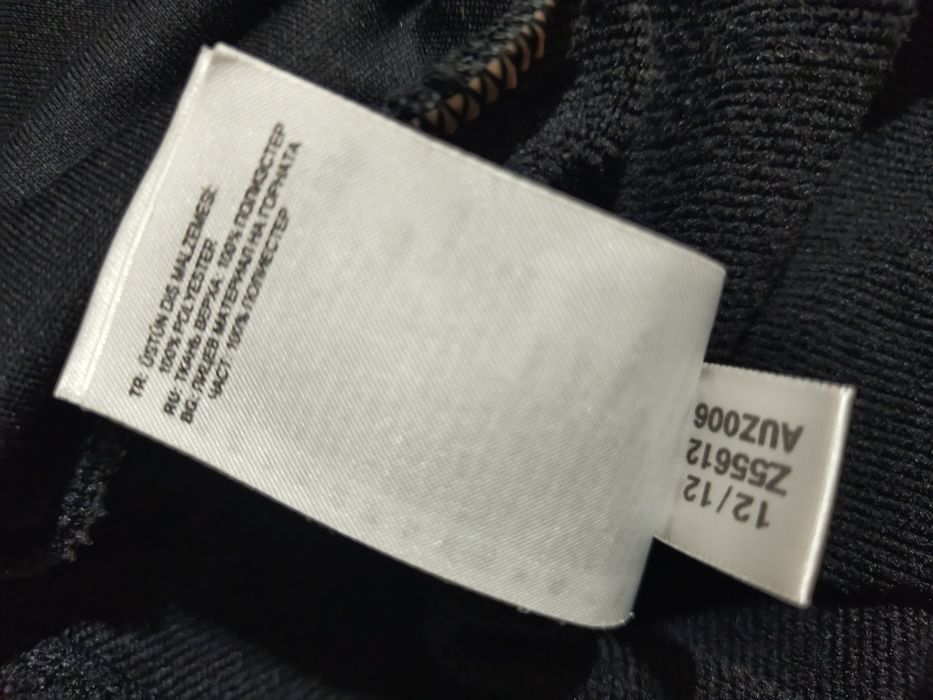 TR: ÜSTÜN DIŞ MALZEMESİ:
100% POLYESTER
RU: ТКАНЬ ВЕРХА: 100% ПОЛИЭСТЕР
BG: ЛИЦЕВ МАТЕРИАЛ НА ГОРНАТА
ЧАСТ: 100% ПОЛИЕСТЕР
12/12
Z55612
AUZ006